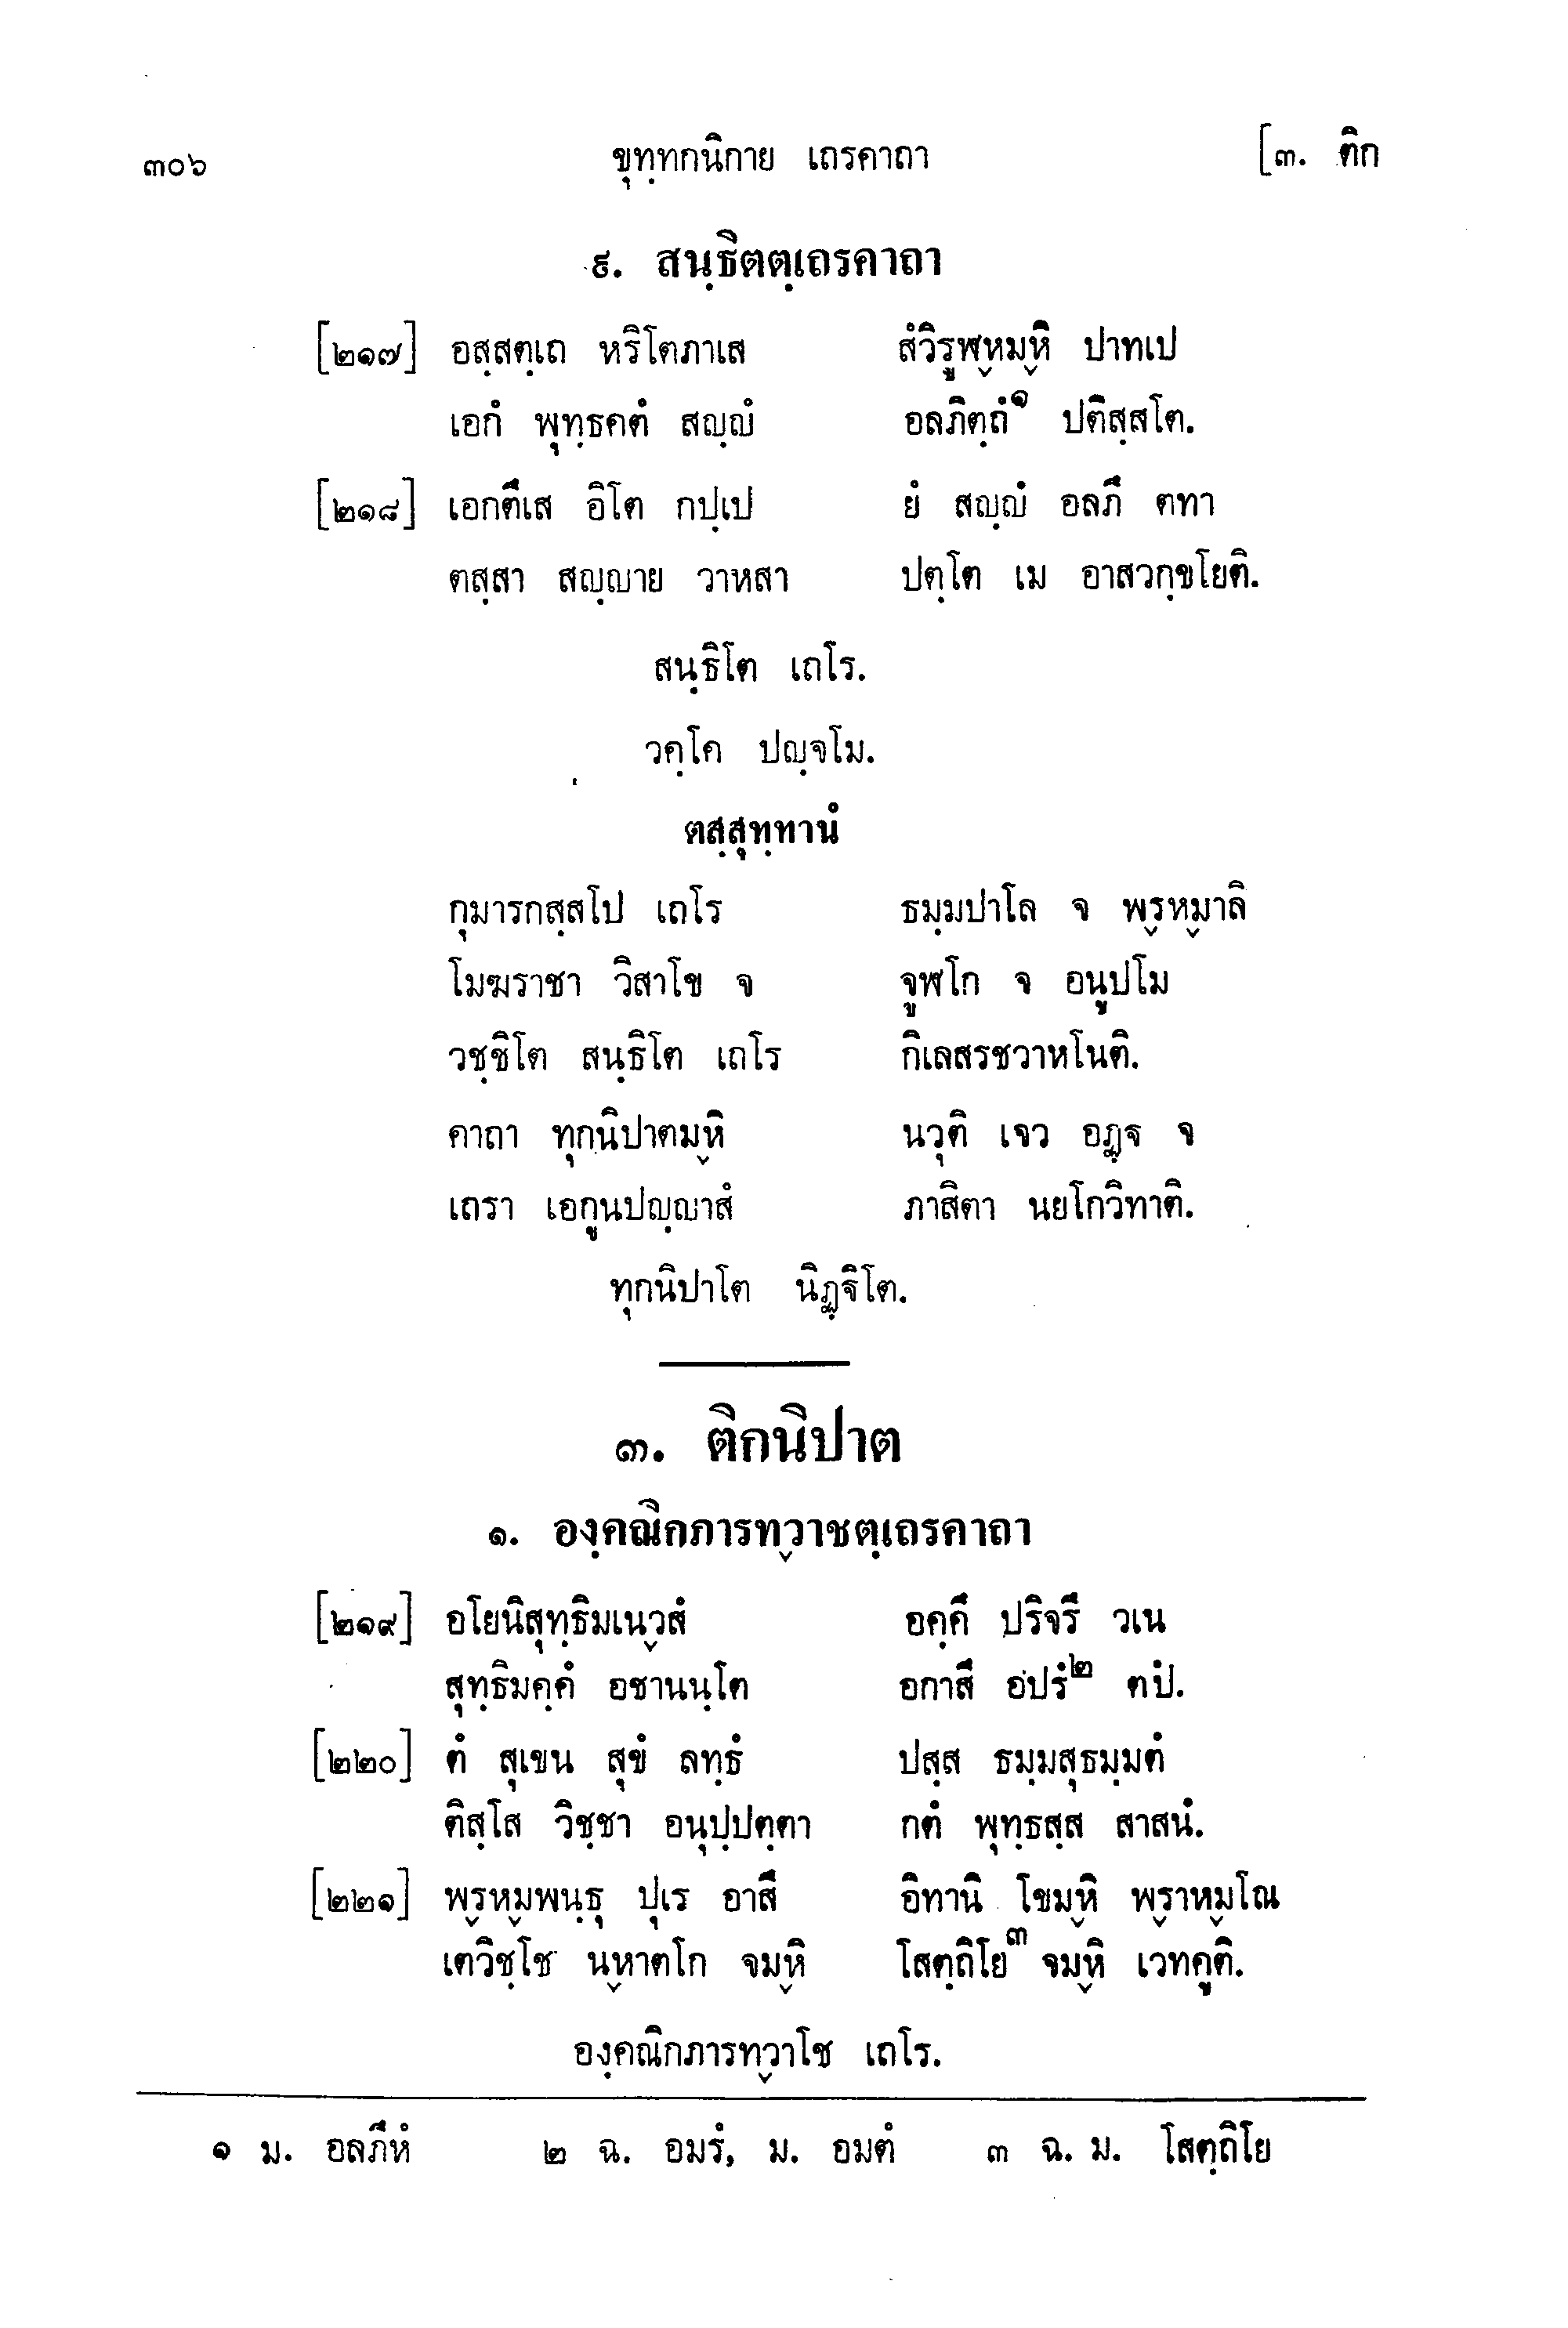 ๓๐๖ ขุทฺทกนิกาย เถรคาถา [๓. ติก
๙. สนฺธิตตฺเถรคาถา
[๒๑๗] อสฺสตฺเถ หริโตภาเส สํวิรูฬฺหมฺหิ ปาทเป
เอกํ พุทฺธคตํ สญฺญํ อลภิตฺถํ๑ ปติสฺสโต.
[๒๑๘] เอกตึเส อิโต กปฺเป ยํ สญฺญํ อลภึ ตทา
ตสฺสา สญฺญาย วาหสา ปตฺโต เม อาสวกฺขโยติ.
สนฺธิโต เถโร.
วคฺโค ปญฺจโม.
ตสฺสุทฺทานํ
กุมารกสฺสโป เถโร ธมฺมปาโล จ พฺรหฺมาลิ
โมฆราชา วิสาโข จ จูฬโก จ อนูปโม
วชฺชิโต สนฺธิโต เถโร กิเลสรชวาหโนติ.
คาถา ทุกนิปาตมฺหิ นวุติ เจว อฏฺฐ จ
เถรา เอกูนปญฺญาสํ ภาสิตา นยโกวิทาติ.
ทุกนิปาโต นิฏฺฐิโต.
๓. ติกนิปาต
๑. องฺคณิกภารทฺวาชตฺเถรคาถา
[๒๑๙] อโยนิสุทฺธิมเนฺวสํ อคฺคึ ปริจรึ วเน
สุทฺธิมคฺคํ อชานนฺโต อกาสึ อปรํ๒ ตปํ.
[๒๒๐] ตํ สุเขน สุขํ ลทฺธํ ปสฺส ธมฺมสุธมฺมตํ
ติสฺโส วิชฺชา อนุปฺปตฺตา กตํ พุทฺธสฺส สาสนํ.
[๒๒๑] พฺรหฺมพนฺธุ ปุเร อาสึ อิทานิ โขมฺหิ พฺราหฺมโณ
เตวิชฺโช นฺหาตโก จมฺหิ โสตฺถิโย๓ จมฺหิ เวทคูติ.
องฺคณิกภารทฺวาโช เถโร.
๑ ม. อลภึหํ ๒ ฉ. อมรํ, ม. อมตํ ๓ ฉ. ม. โสตฺถิโย